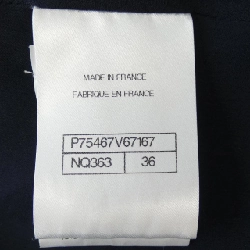 MADE IN FRANCE
FABRIQUE EN FRANCE
P75467V67167
NQ363 36